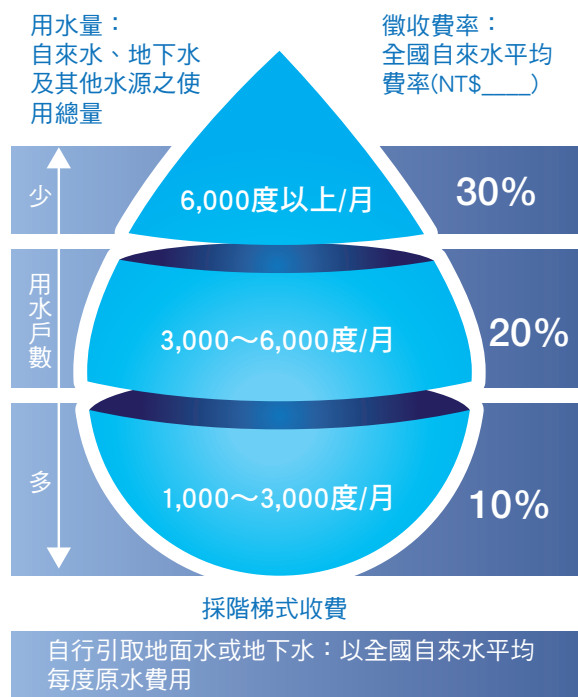 用水量：
自來水、地下水
及其他水源之使
用總量
徵收費率：
全國自來水平均
費率(NT$____)
少
用水戶數
多
6,000度以上/月
30%
3,000～6,000度/月
20%
1,000～3,000度/月
10%
採階梯式收費
自行引取地面水或地下水：以全國自來水平均
每度原水費用